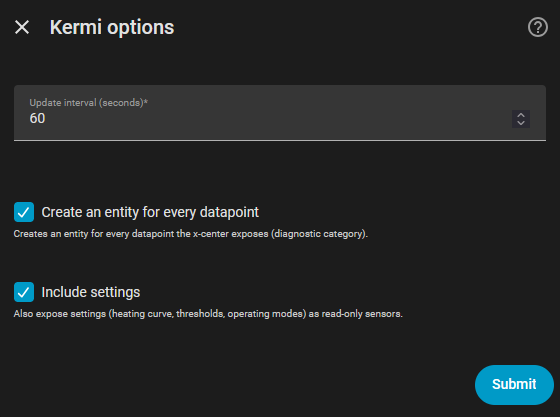 Kermi options
Update interval (seconds)*
60
Create an entity for every datapoint
Creates an entity for every datapoint the x-center exposes (diagnostic category).
Include settings
Also expose settings (heating curve, thresholds, operating modes) as read-only sensors.
Submit